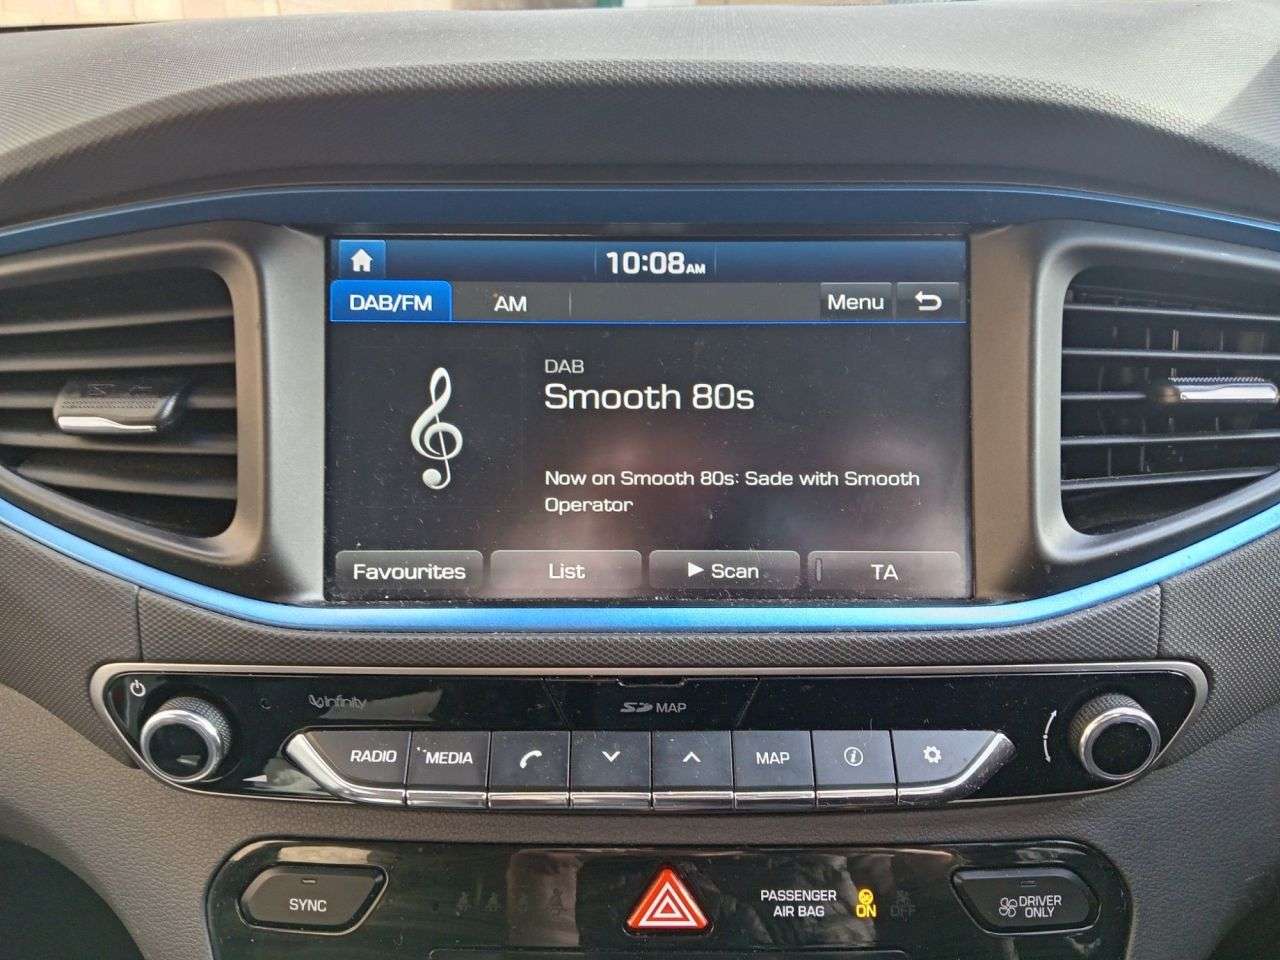 10:08AM
DAB/FM AM Menu
DAB
Smooth 80s
Now on Smooth 80s: Sade with Smooth
Operator
Favourites List Scan TA
Infinity
SD MAP
RADIO MEDIA MAP
SYNC
PASSENGER
AIR BAG
ON OFF
DRIVER
ONLY